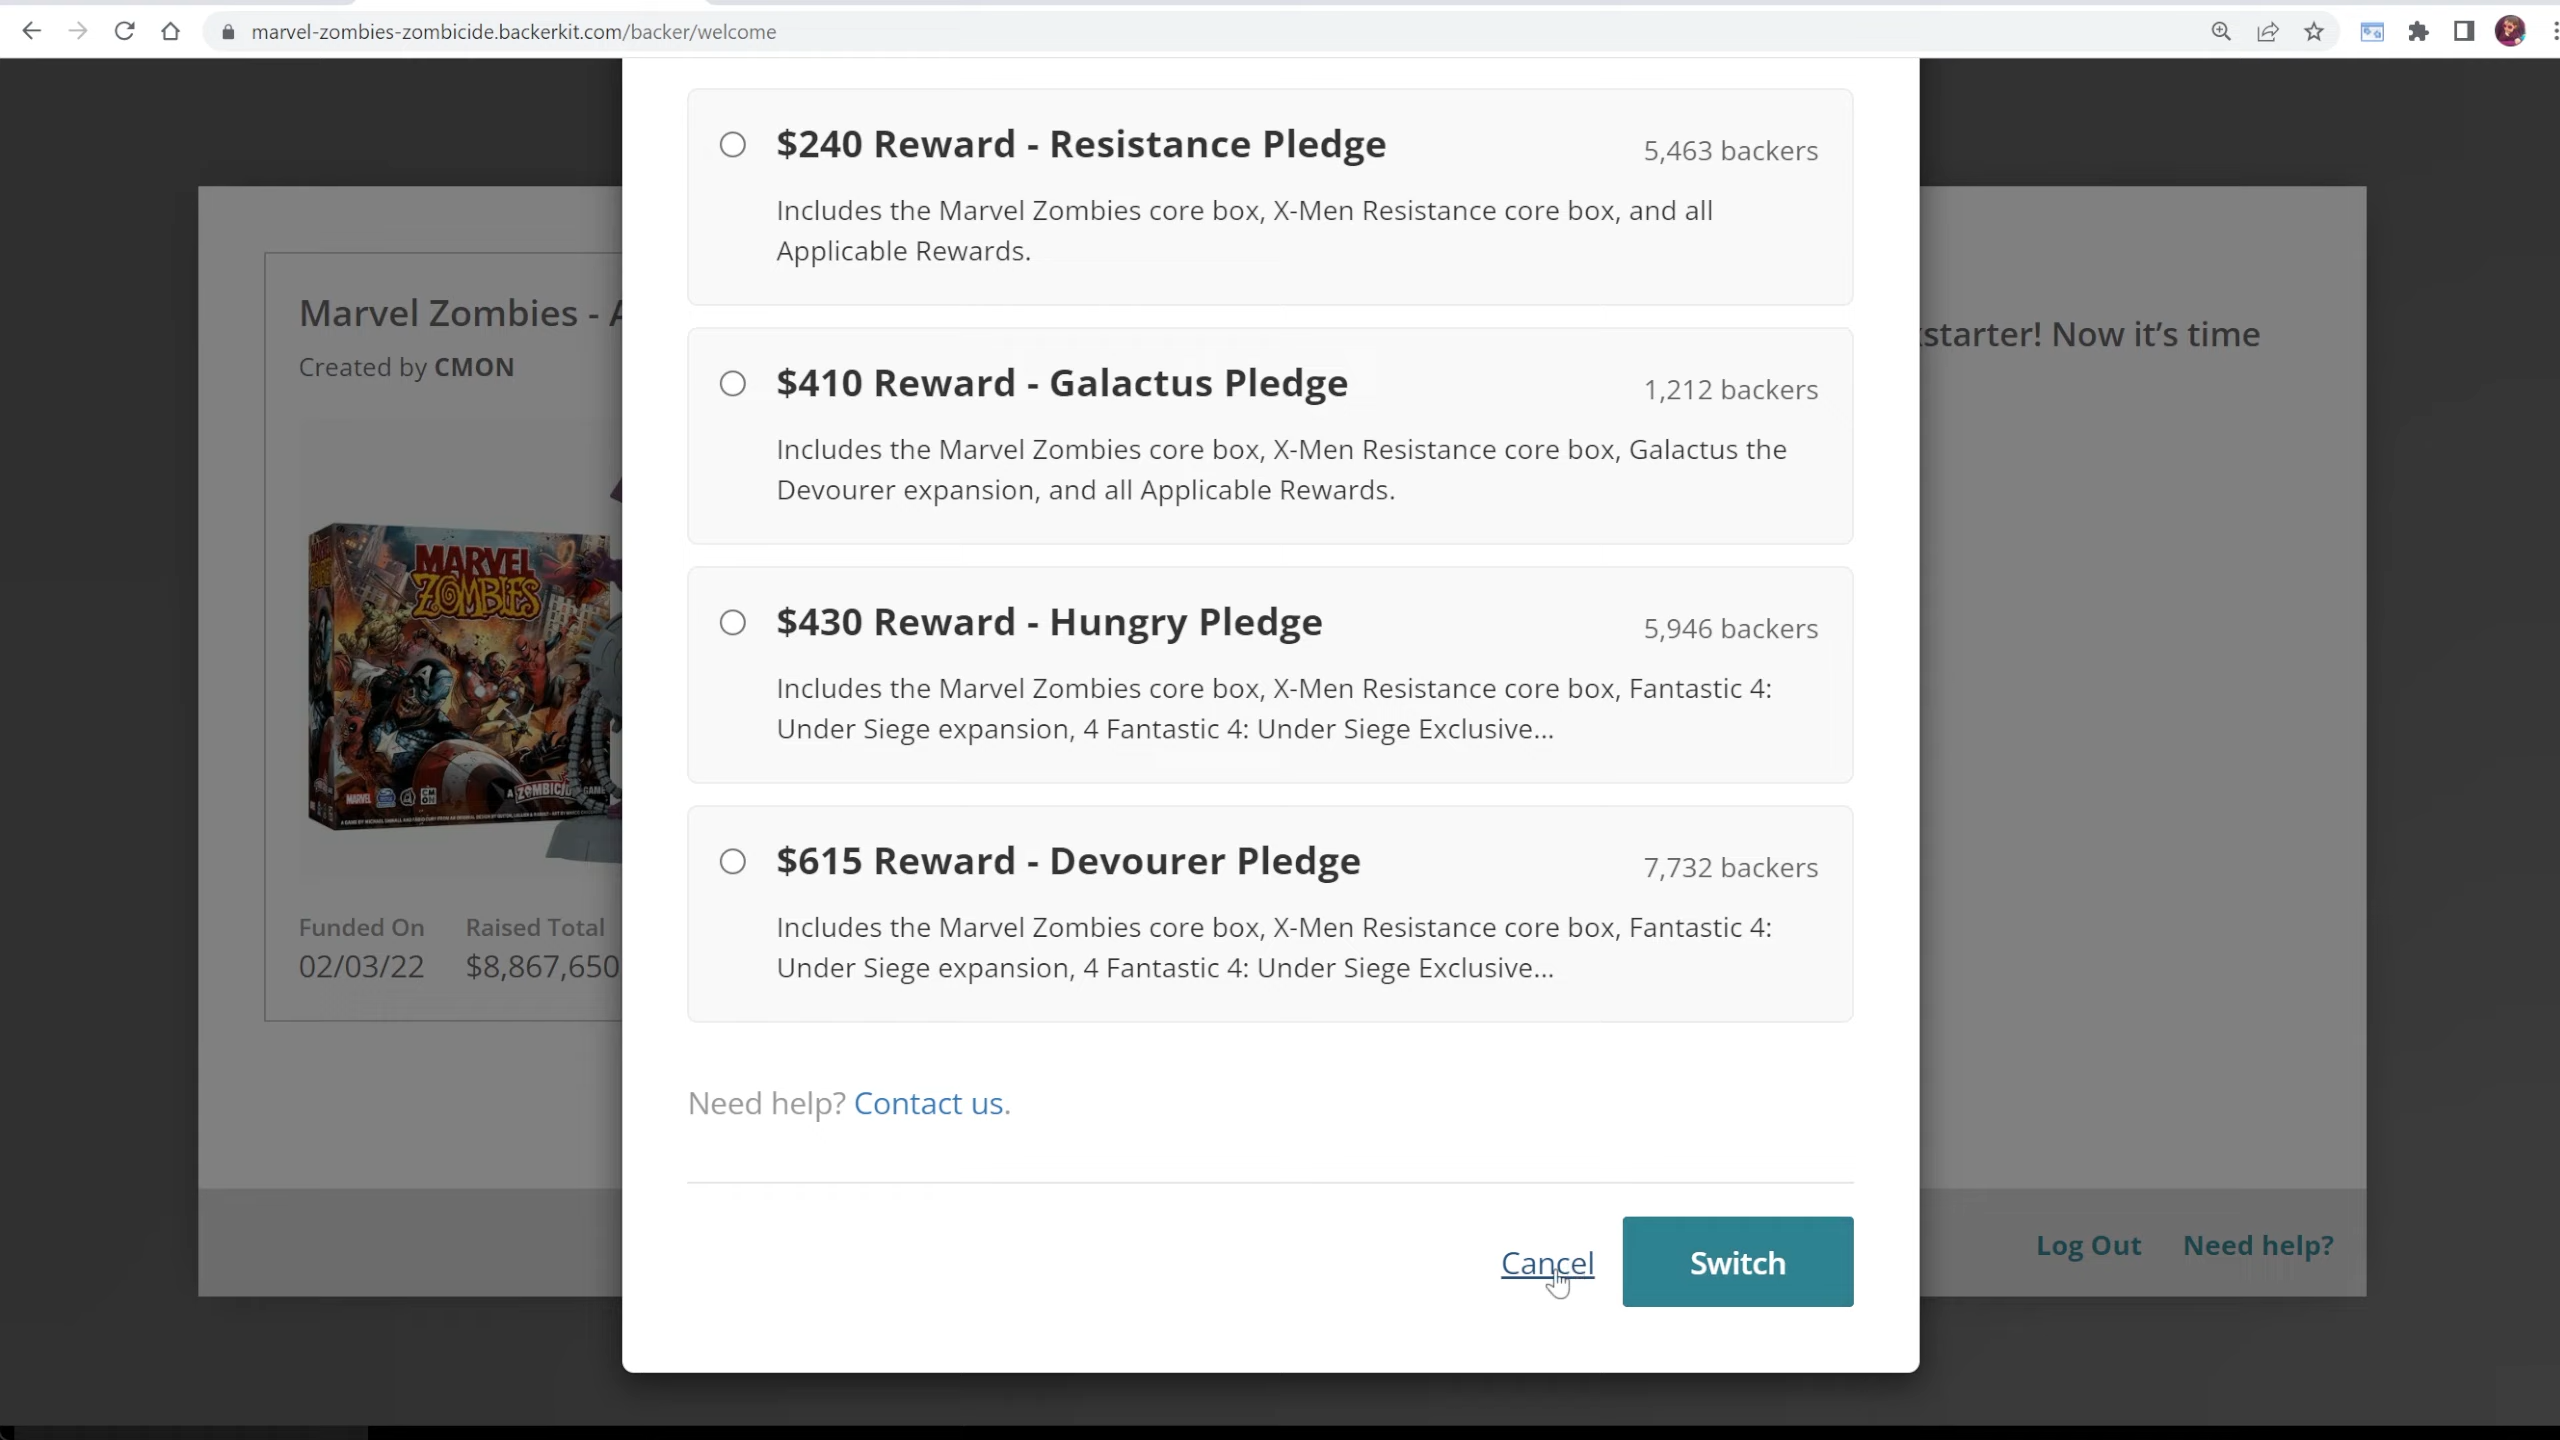 marvel-zombies-zombicide.backerkit.com/backer/welcome
$240 Reward - Resistance Pledge
5,463 backers
Includes the Marvel Zombies core box, X-Men Resistance core box, and all
Applicable Rewards.
$410 Reward - Galactus Pledge
1,212 backers
Includes the Marvel Zombies core box, X-Men Resistance core box, Galactus the
Devourer expansion, and all Applicable Rewards.
$430 Reward - Hungry Pledge
5,946 backers
Includes the Marvel Zombies core box, X-Men Resistance core box, Fantastic 4:
Under Siege expansion, 4 Fantastic 4: Under Siege Exclusive...
$615 Reward - Devourer Pledge
7,732 backers
Includes the Marvel Zombies core box, X-Men Resistance core box, Fantastic 4:
Under Siege expansion, 4 Fantastic 4: Under Siege Exclusive...
Need help? Contact us.
Cancel
Switch
Marvel Zombies - A
Created by CMON
MARVEL
ZOMBIES
MARVEL
A ZOMBICIDE GAME
Funded On
Raised Total
02/03/22
$8,867,650
kstarter! Now it's time
Log Out
Need help?